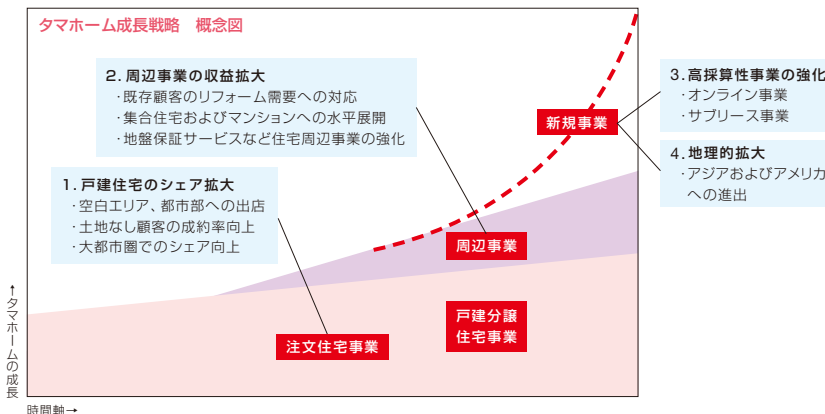 タマホーム成長戦略 概念図
2. 周辺事業の収益拡大
・既存顧客のリフォーム需要への対応
・集合住宅およびマンションへの水平展開
・地盤保証サービスなど住宅周辺事業の強化
1. 戸建住宅のシェア拡大
・空白エリア、都市部への出店
・土地なし顧客の成約率向上
・大都市圏でのシェア向上
新規事業
3.高採算性事業の強化
・オンライン事業
・サブリース事業
4. 地理的拡大
・アジアおよびアメリカ
への進出
周辺事業
戸建分譲
住宅事業
注文住宅事業
↑タマホームの成長
時間軸→